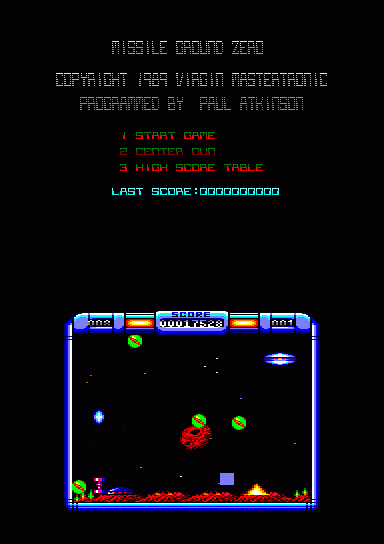 MISSILE GROUND ZERO
COPYRIGHT 1989 VIRGIN MASTERTRONIC
PROGRAMMED BY PAUL ATKINSON
1 START GAME
2 CENTER GUN
3 HIGH SCORE TABLE
LAST SCORE:0000000000
SCORE
002 00017528 001